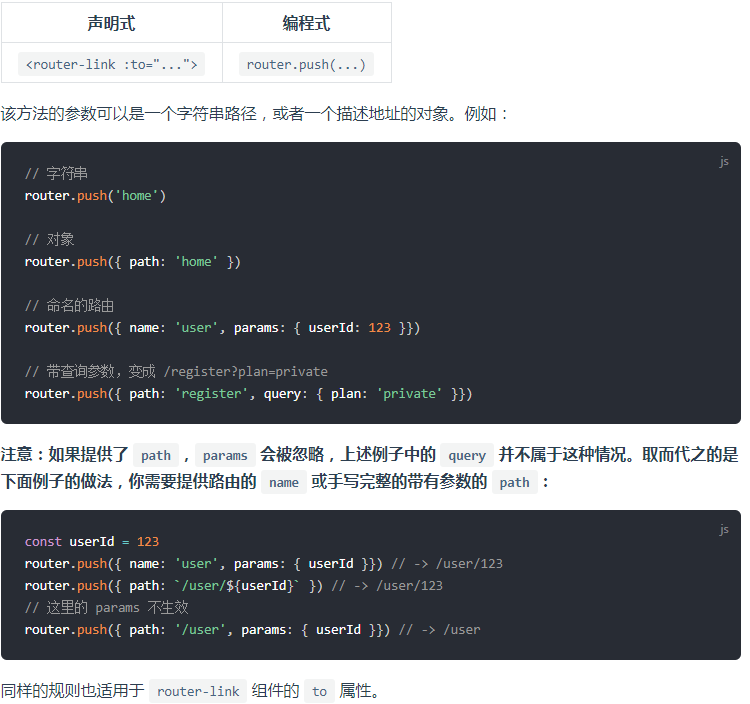 声明式 编程式
<router-link :to="..."> router.push(...)
该方法的参数可以是一个字符串路径，或者一个描述地址的对象。例如：
js
// 字符串
router.push('home')
// 对象
router.push({ path: 'home' })
// 命名的路由
router.push({ name: 'user', params: { userId: 123 }})
// 带查询参数，变成 /register?plan=private
router.push({ path: 'register', query: { plan: 'private' }})
注意：如果提供了 path ，params 会被忽略，上述例子中的 query 并不属于这种情况。取而代之的是
下面例子的做法，你需要提供路由的 name 或手写完整的带有参数的 path ：
js
const userId = 123
router.push({ name: 'user', params: { userId }}) // -> /user/123
router.push({ path: `/user/${userId}` }) // -> /user/123
// 这里的 params 不生效
router.push({ path: '/user', params: { userId }}) // -> /user
同样的规则也适用于 router-link 组件的 to 属性。